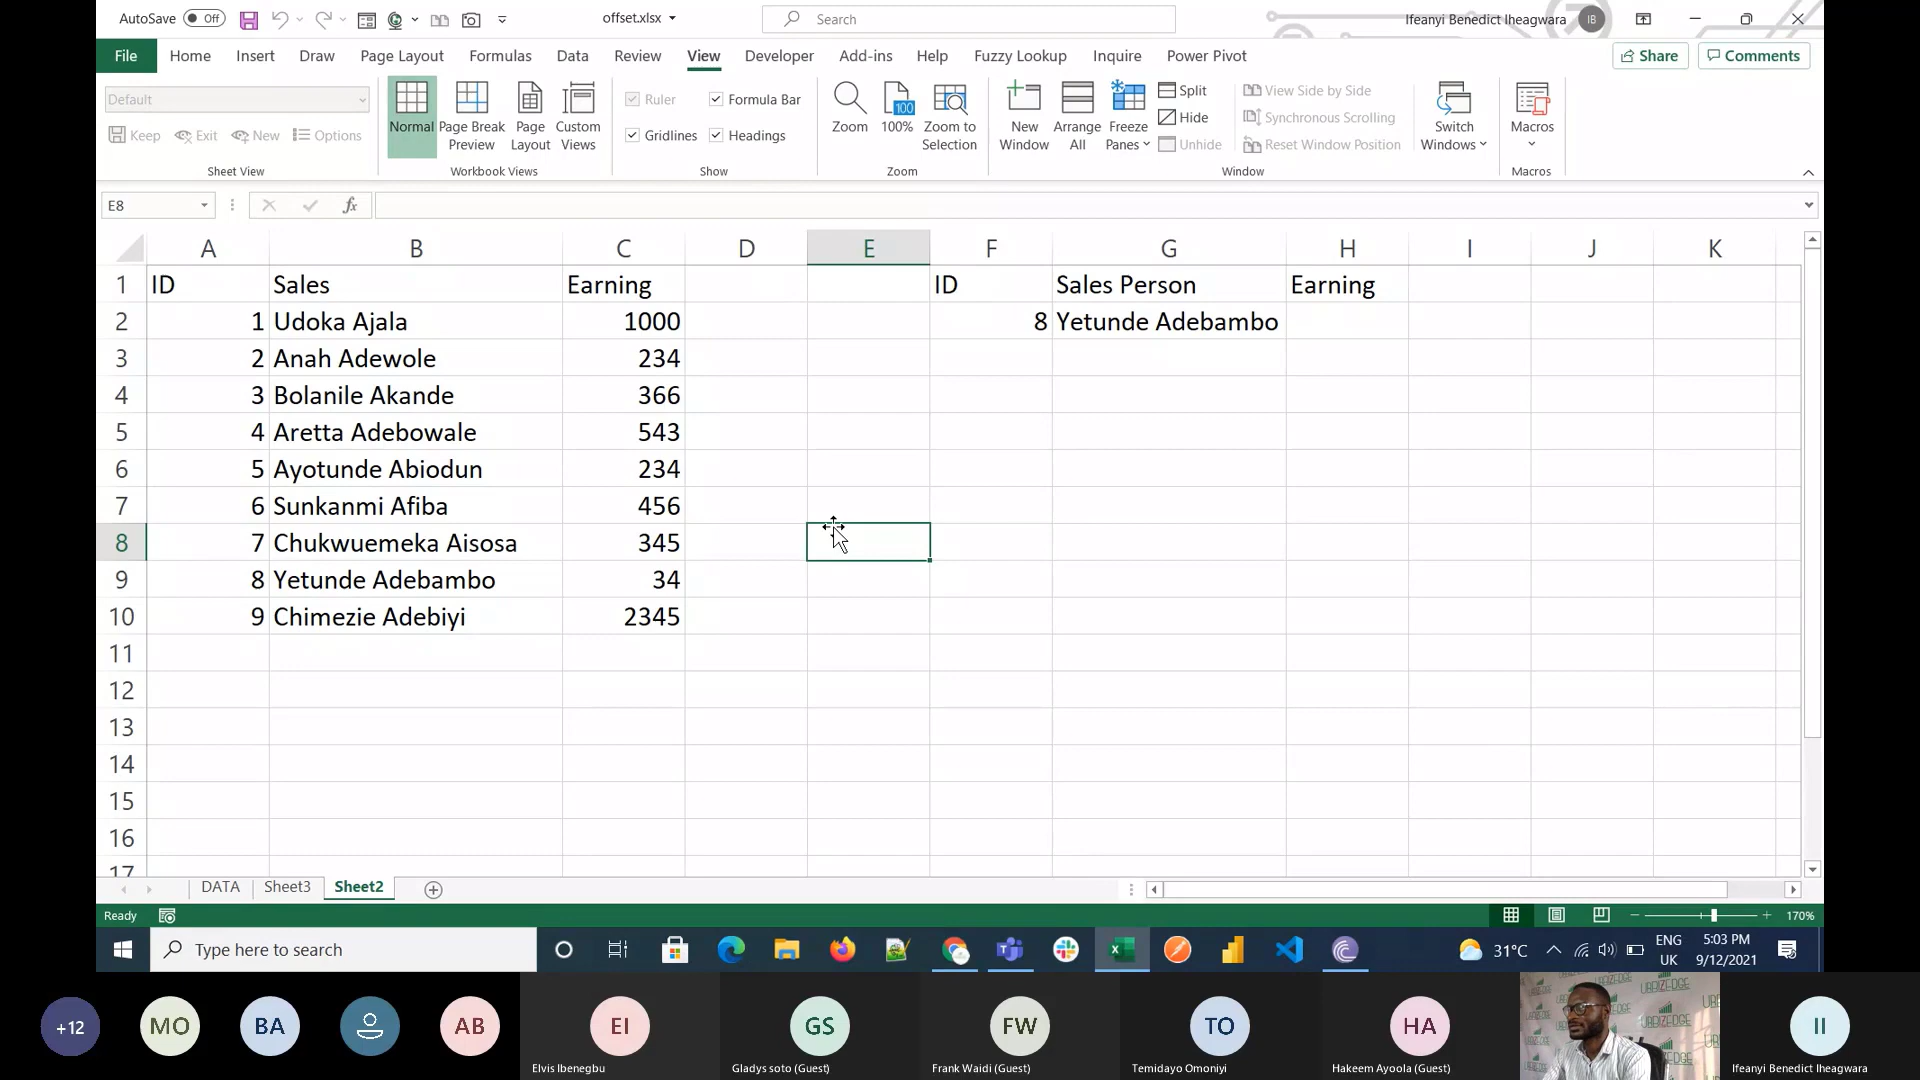 AutoSave Off offset.xlsx Search Ifeanyi Benedict Iheagwara IB
File Home Insert Draw Page Layout Formulas Data Review View Developer Add-ins Help Fuzzy Lookup Inquire Power Pivot Share Comments
Default
Keep Exit New Options
Sheet View
Normal Page Break Preview Page Layout Custom Views
Workbook Views
Ruler Formula Bar
Gridlines Headings
Show
Zoom 100 100% Zoom to Selection
Zoom
New Window Arrange All Freeze Panes
Split
Hide
Unhide
View Side by Side
Synchronous Scrolling
Reset Window Position
Switch Windows
Window
Macros
Macros
E8 fx
A B C D E F G H I J K
1 ID Sales Earning ID Sales Person Earning
2 1 Udoka Ajala 1000 8 Yetunde Adebambo
3 2 Anah Adewole 234
4 3 Bolanile Akande 366
5 4 Aretta Adebowale 543
6 5 Ayotunde Abiodun 234
7 6 Sunkanmi Afiba 456
8 7 Chukwuemeka Aisosa 345
9 8 Yetunde Adebambo 34
10 9 Chimezie Adebiyi 2345
11
12
13
14
15
16
17
DATA Sheet3 Sheet2
Ready 170%
Type here to search 31°C ENG UK 5:03 PM 9/12/2021
+12 MO BA AB EI GS FW TO HA II
Elvis Ibenegbu Gladys soto (Guest) Frank Waidi (Guest) Temidayo Omoniyi Hakeem Ayoola (Guest) Ifeanyi Benedict Iheagwara
URBIZEDGE